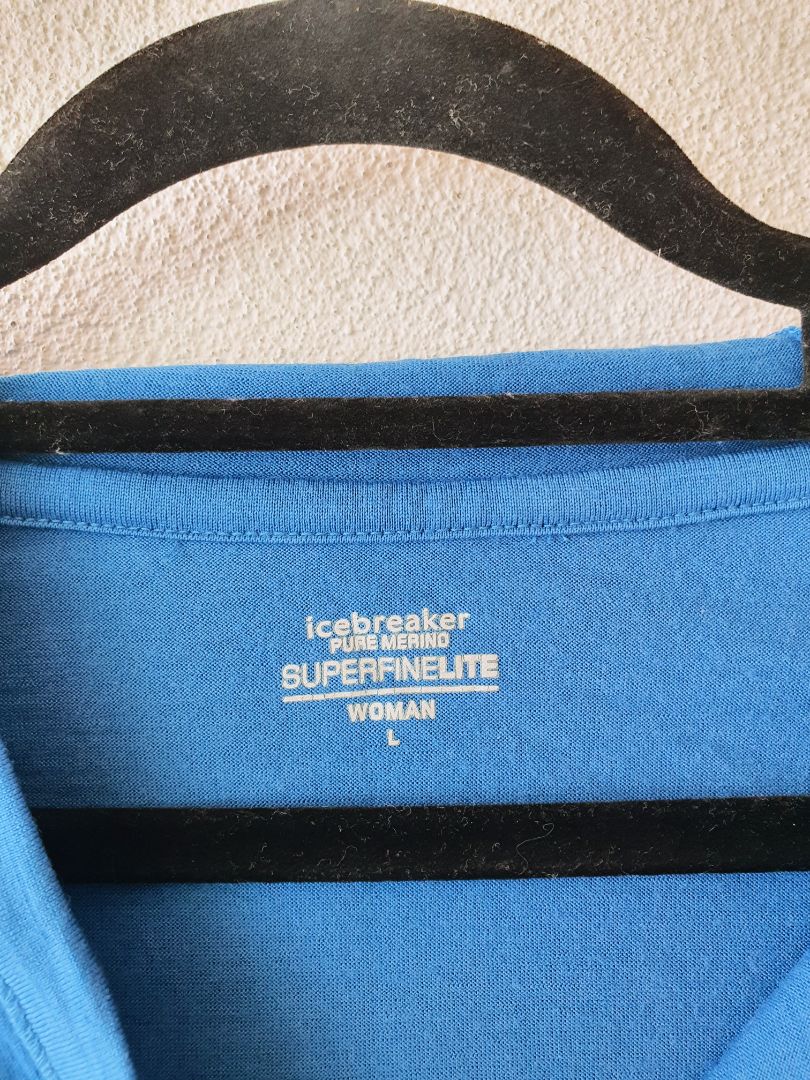 icebreaker
PURE MERINO
SUPERFINELITE
WOMAN
L